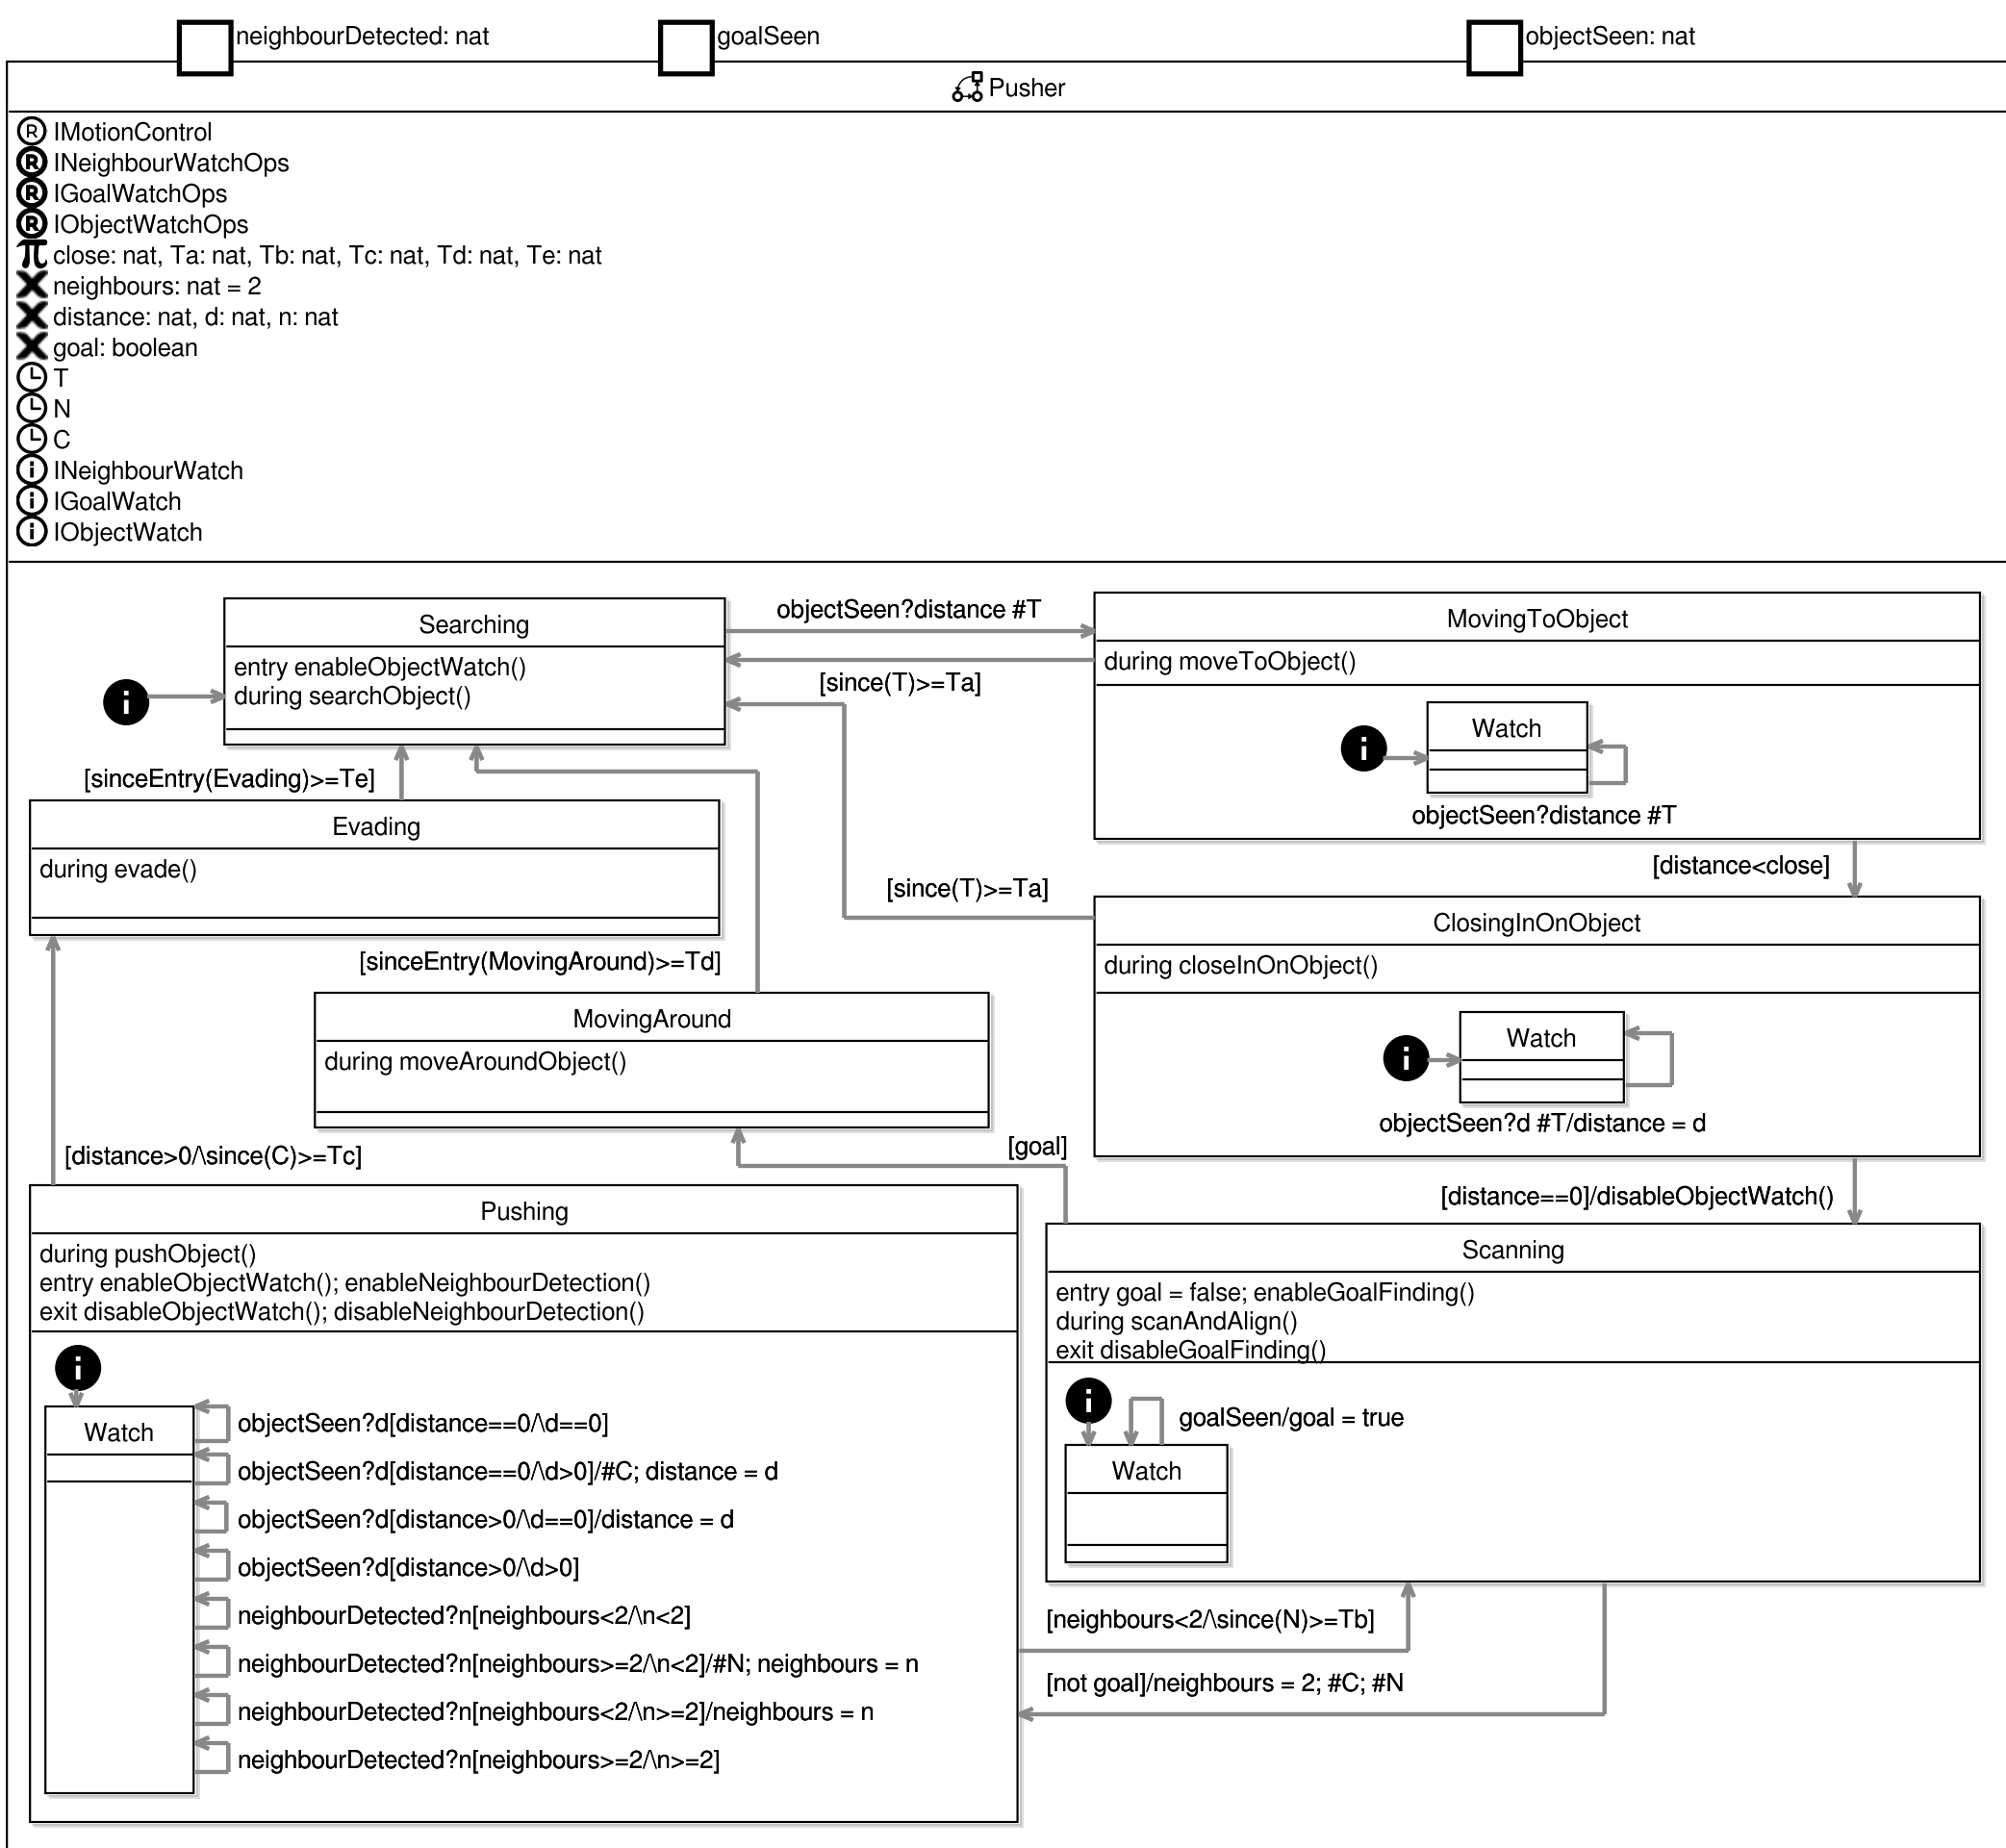 neighbourDetected: nat
goalSeen
objectSeen: nat
Pusher
IMotionControl
INeighbourWatchOps
IGoalWatchOps
IObjectWatchOps
close: nat, Ta: nat, Tb: nat, Tc: nat, Td: nat, Te: nat
neighbours: nat = 2
distance: nat, d: nat, n: nat
goal: boolean
T
N
C
INeighbourWatch
IGoalWatch
IObjectWatch
Searching
entry enableObjectWatch()
during searchObject()
objectSeen?distance #T
[since(T)>=Ta]
MovingToObject
during moveToObject()
Watch
objectSeen?distance #T
[sinceEntry(Evading)>=Te]
Evading
during evade()
[distance<close]
[since(T)>=Ta]
ClosingInOnObject
during closeInOnObject()
Watch
objectSeen?d #T/distance = d
[sinceEntry(MovingAround)>=Td]
MovingAround
during moveAroundObject()
[distance>0/\since(C)>=Tc]
[goal]
[distance==0]/disableObjectWatch()
Pushing
during pushObject()
entry enableObjectWatch(); enableNeighbourDetection()
exit disableObjectWatch(); disableNeighbourDetection()
Watch
objectSeen?d[distance==0/\d==0]
objectSeen?d[distance==0/\d>0]/#C; distance = d
objectSeen?d[distance>0/\d==0]/distance = d
objectSeen?d[distance>0/\d>0]
neighbourDetected?n[neighbours<2/\n<2]
neighbourDetected?n[neighbours>=2/\n<2]/#N; neighbours = n
neighbourDetected?n[neighbours<2/\n>=2]/neighbours = n
neighbourDetected?n[neighbours>=2/\n>=2]
Scanning
entry goal = false; enableGoalFinding()
during scanAndAlign()
exit disableGoalFinding()
goalSeen/goal = true
Watch
[neighbours<2/\since(N)>=Tb]
[not goal]/neighbours = 2; #C; #N